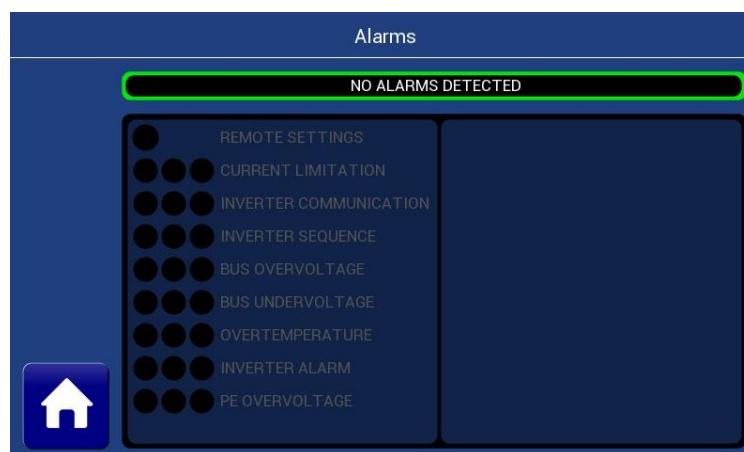 Alarms
NO ALARMS DETECTED
REMOTE SETTINGS
CURRENT LIMITATION
INVERTER COMMUNICATION
INVERTER SEQUENCE
BUS OVERVOLTAGE
BUS UNDERVOLTAGE
OVERTEMPERATURE
INVERTER ALARM
PE OVERVOLTAGE